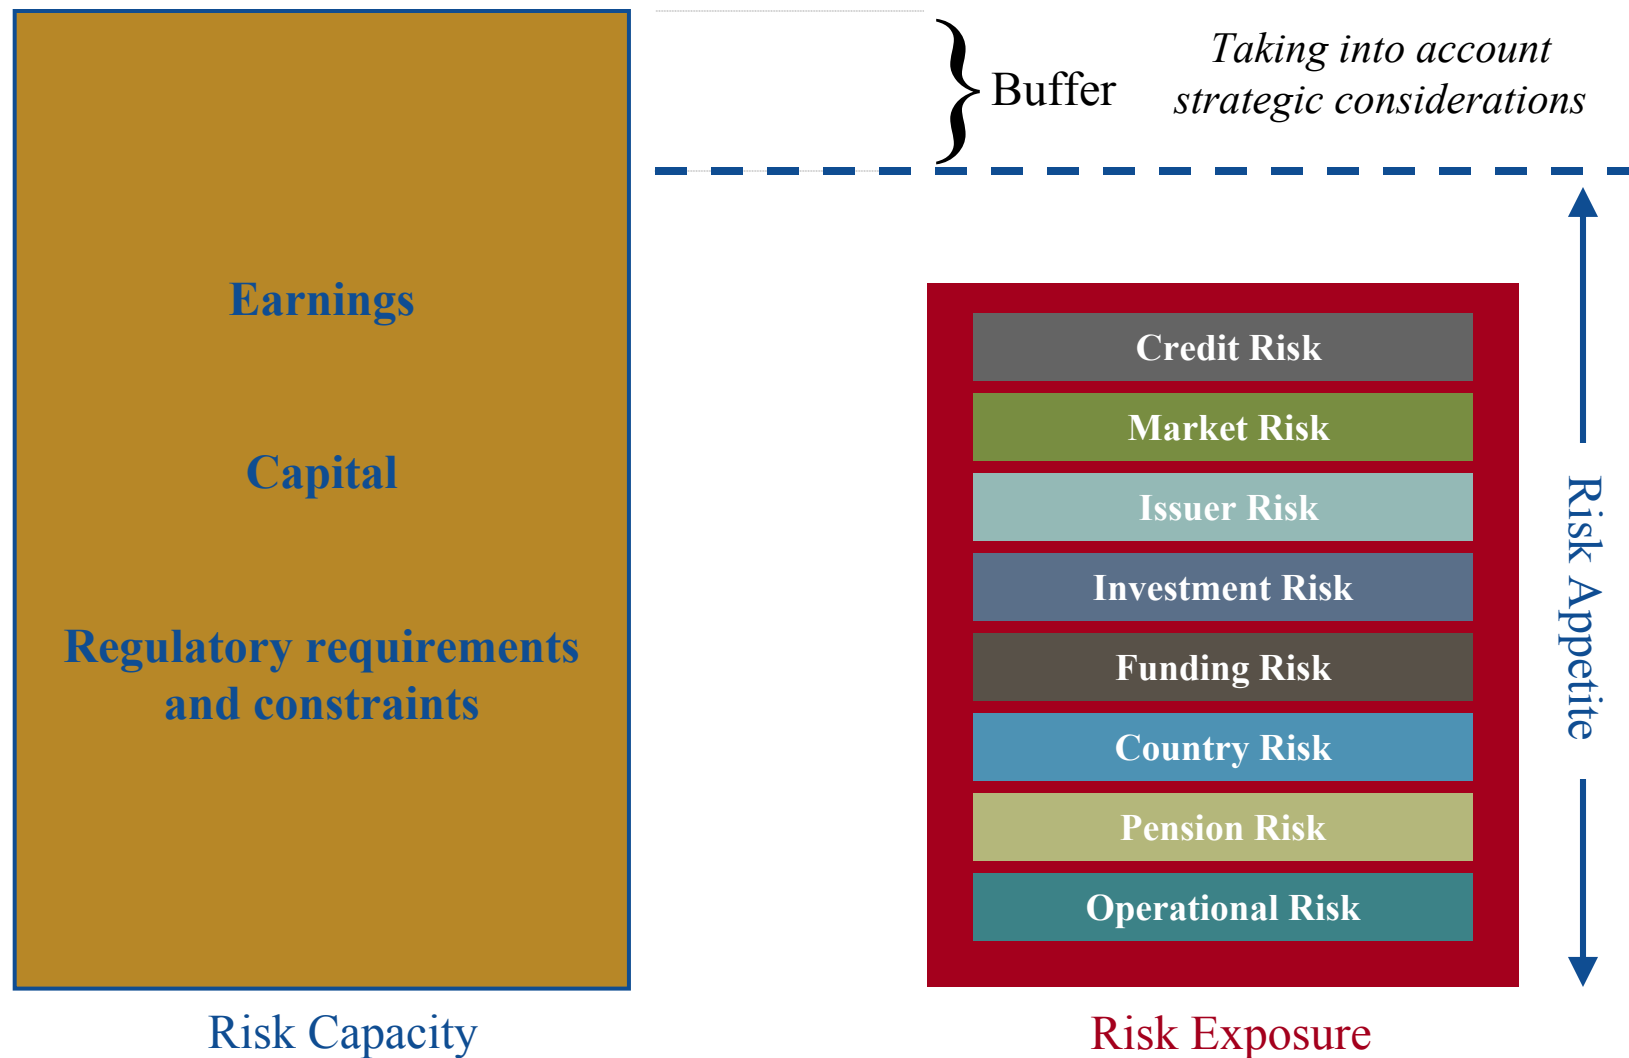 Earnings
Capital
Regulatory requirements
and constraints
Risk Capacity
Buffer
Taking into account
strategic considerations
Credit Risk
Market Risk
Issuer Risk
Investment Risk
Funding Risk
Country Risk
Pension Risk
Operational Risk
Risk Exposure
Risk Appetite